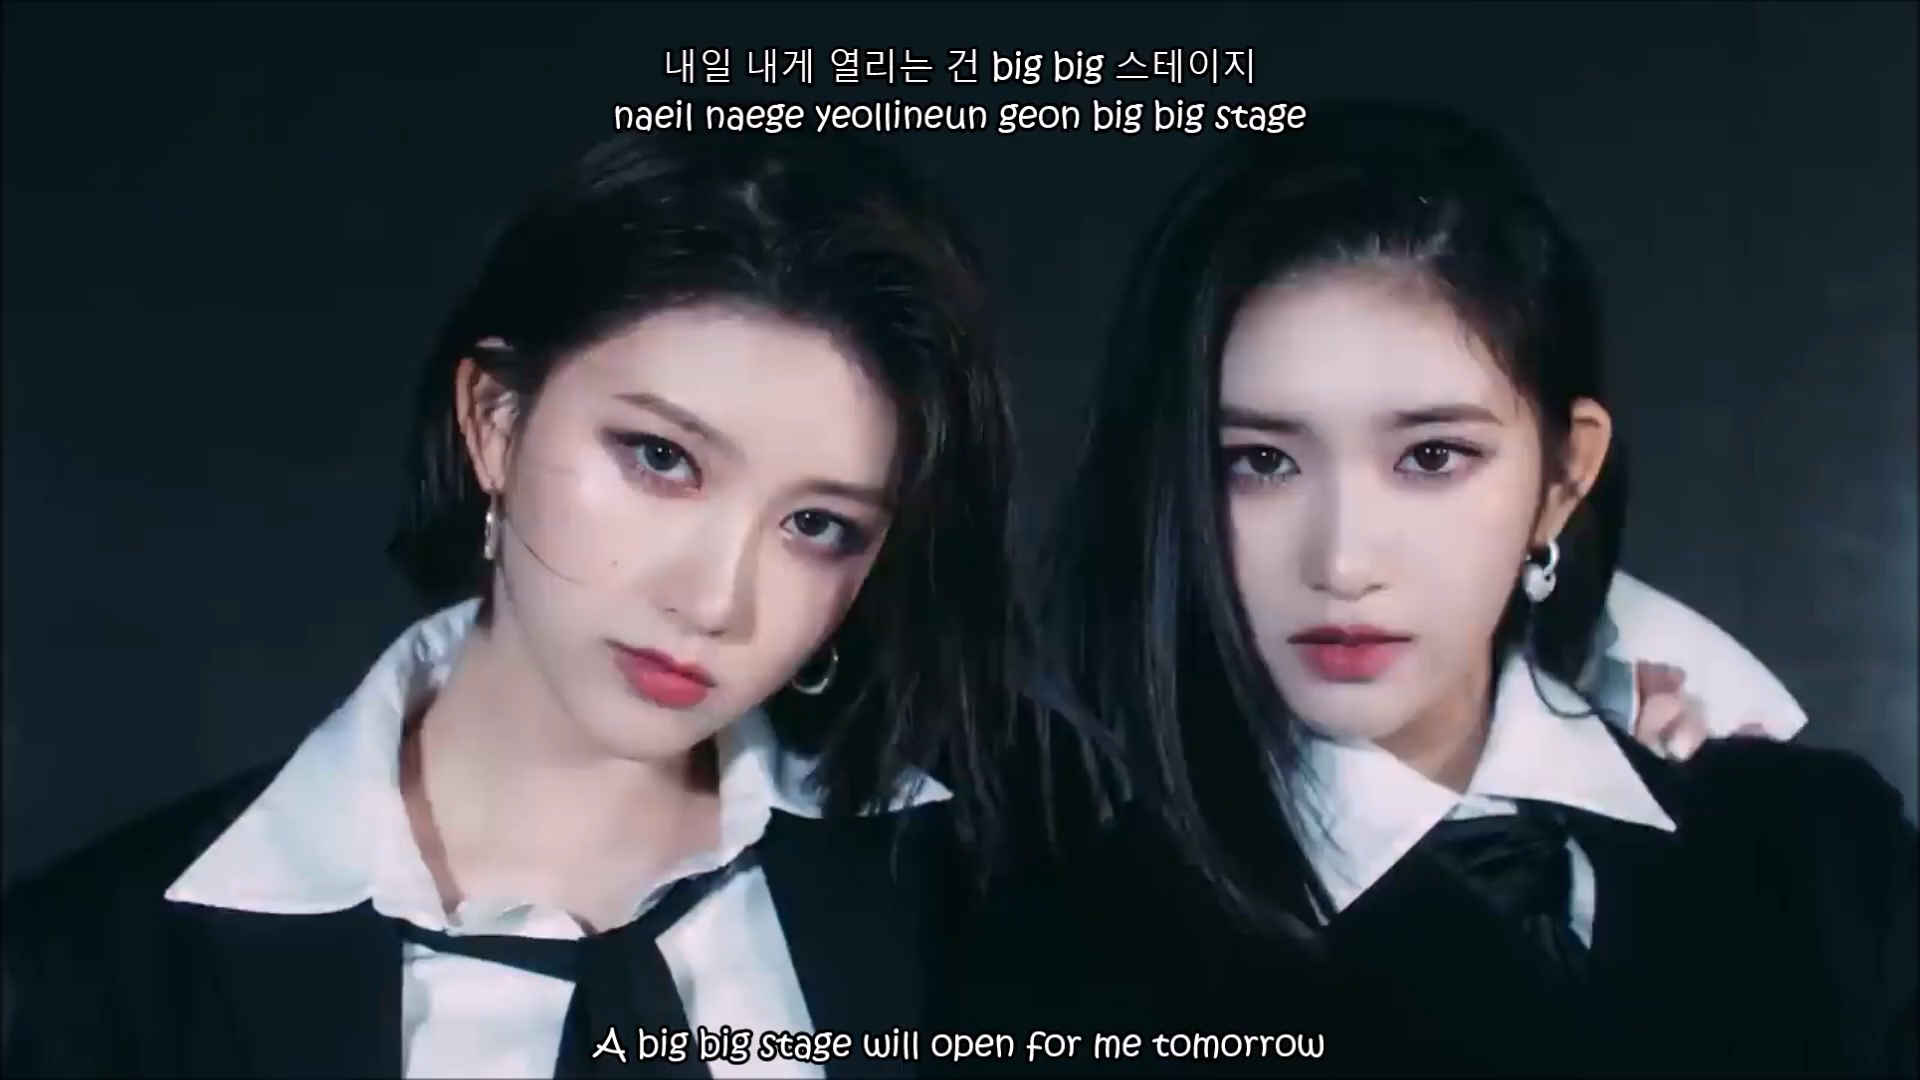 내일 내게 열리는 건 big big 스테이지
naeil naege yeollineun geon big big stage
A big big stage will open for me tomorrow